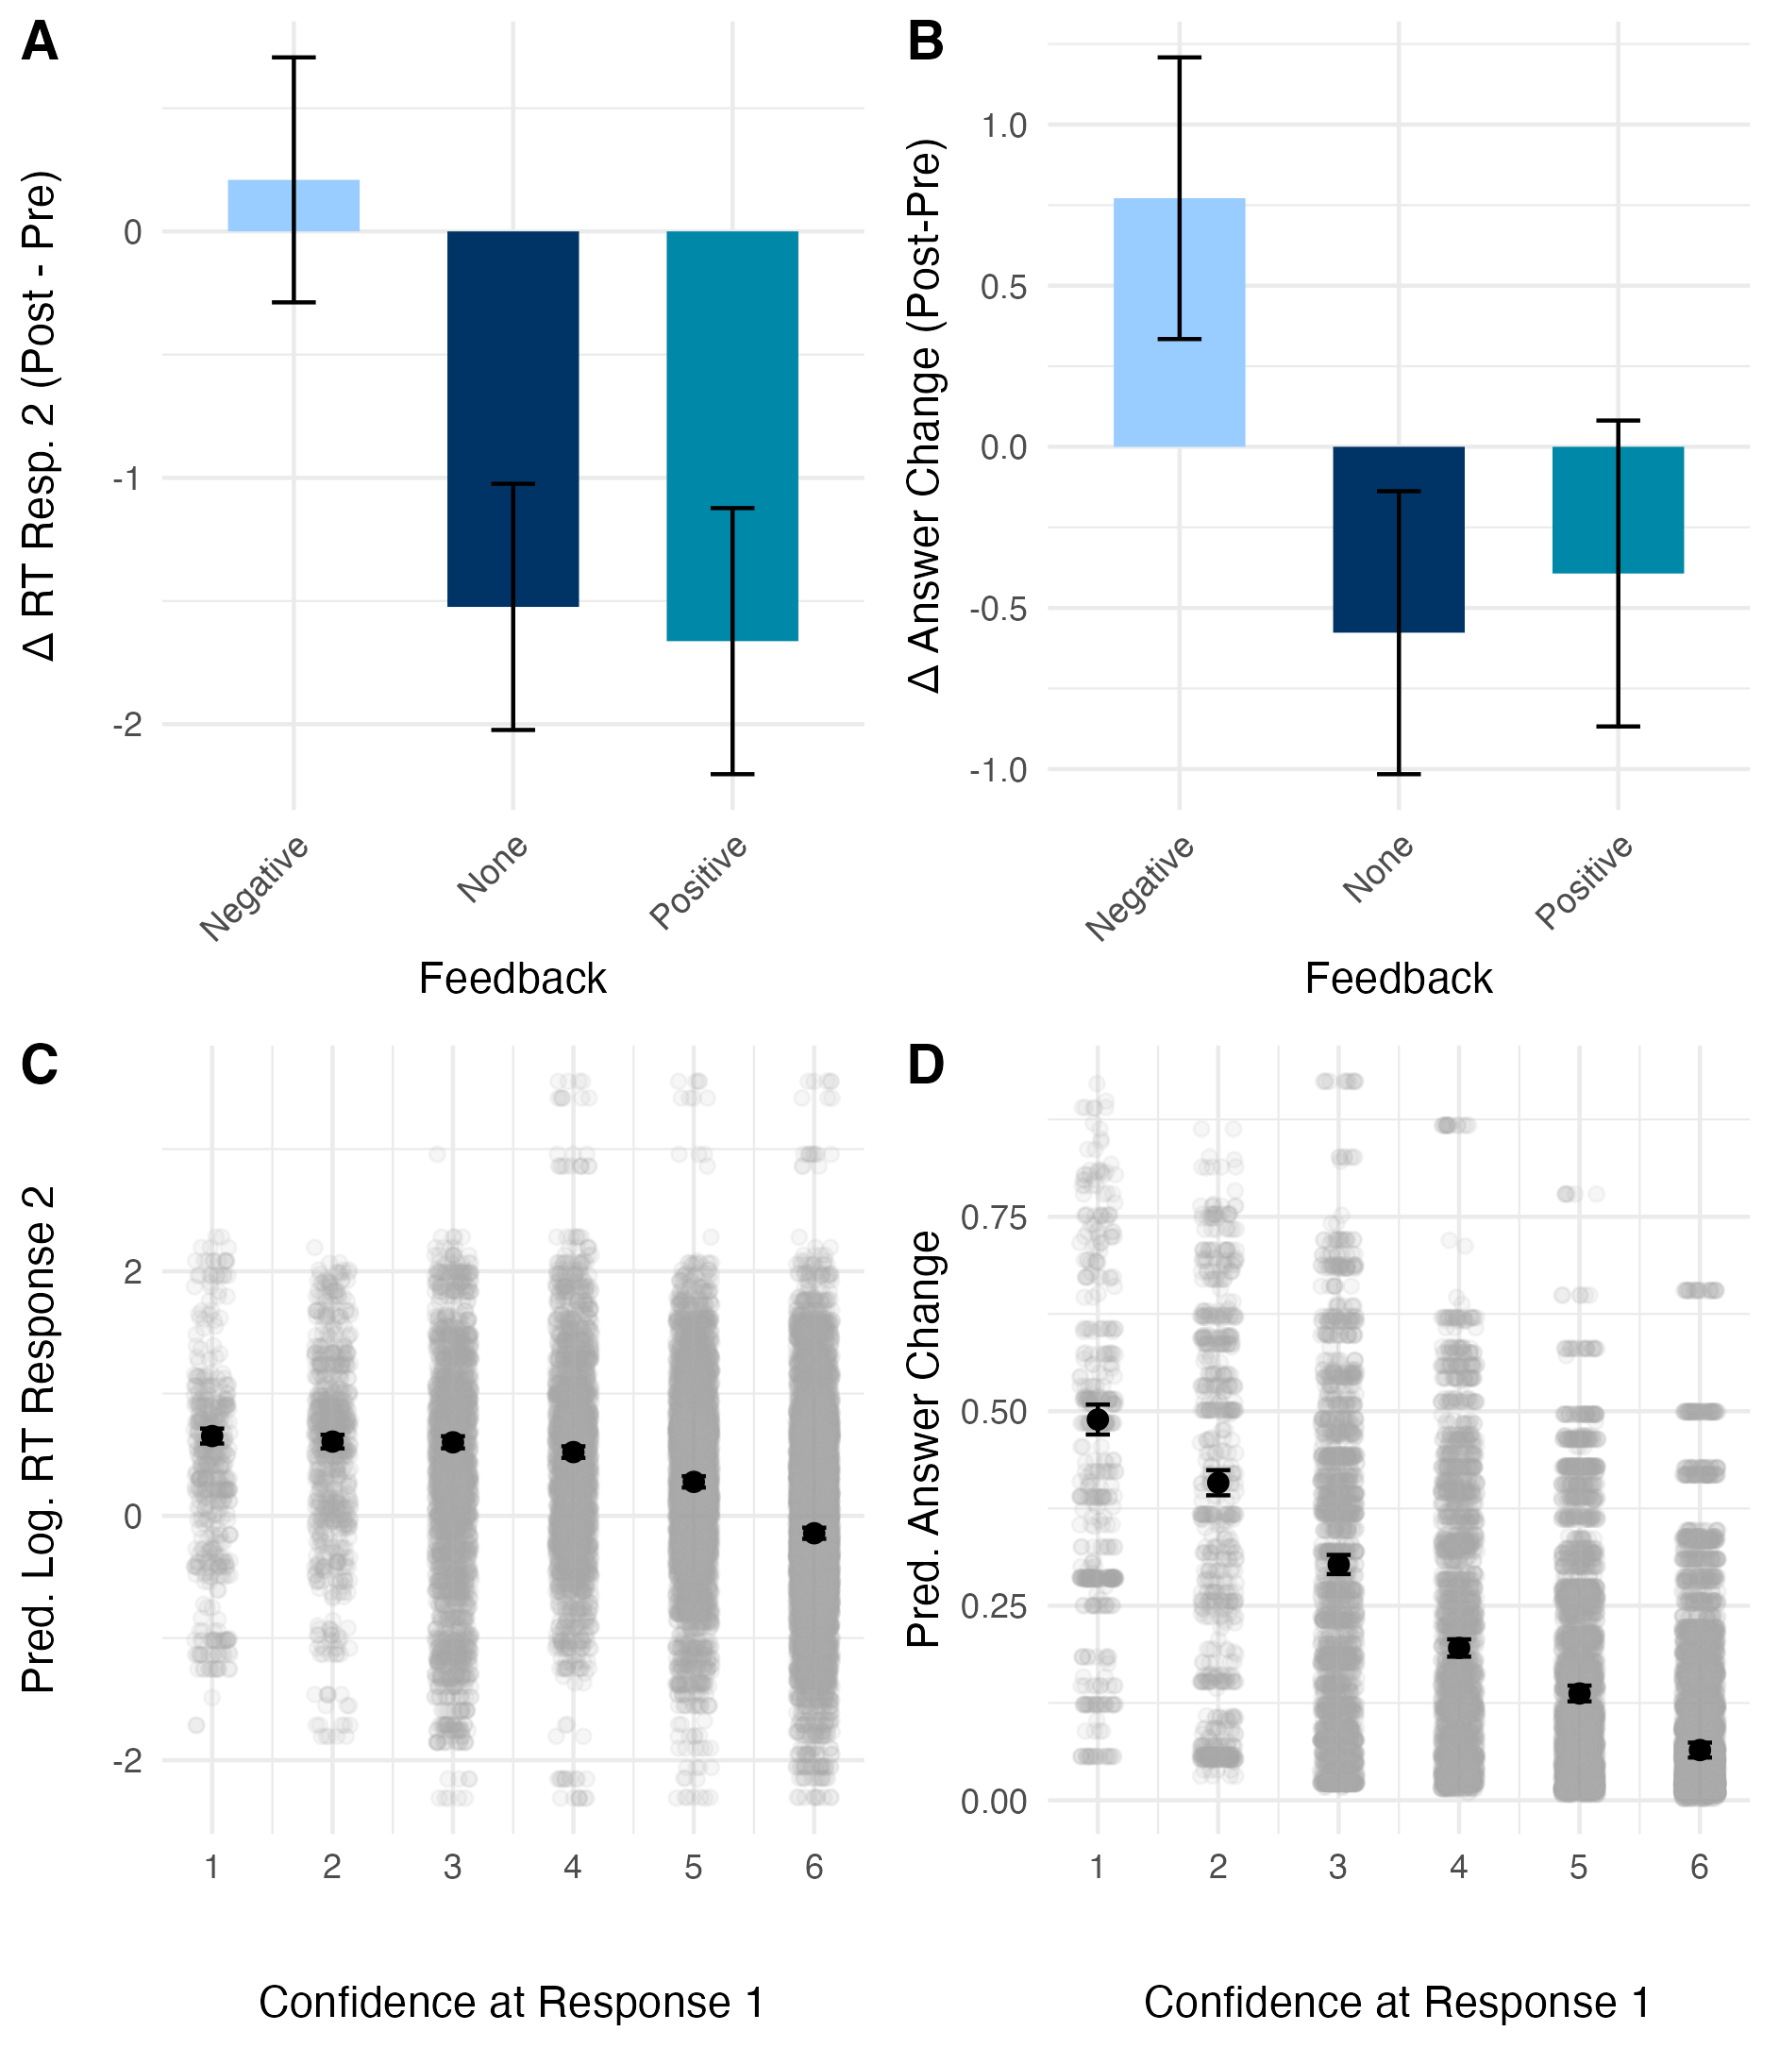 A
Δ RT Resp. 2 (Post - Pre)
0
-1
-2
Negative
None
Positive
Feedback
B
Δ Answer Change (Post-Pre)
1.0
0.5
0.0
-0.5
-1.0
Negative
None
Positive
Feedback
C
Pred. Log. RT Response 2
2
0
-2
1 2 3 4 5 6
Confidence at Response 1
D
Pred. Answer Change
0.75
0.50
0.25
0.00
1 2 3 4 5 6
Confidence at Response 1